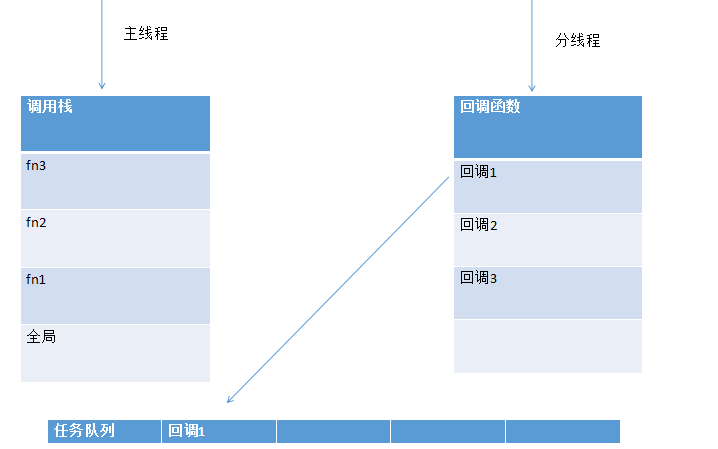 主线程
分线程
调用栈
fn3
fn2
fn1
全局
回调函数
回调1
回调2
回调3
任务队列
回调1